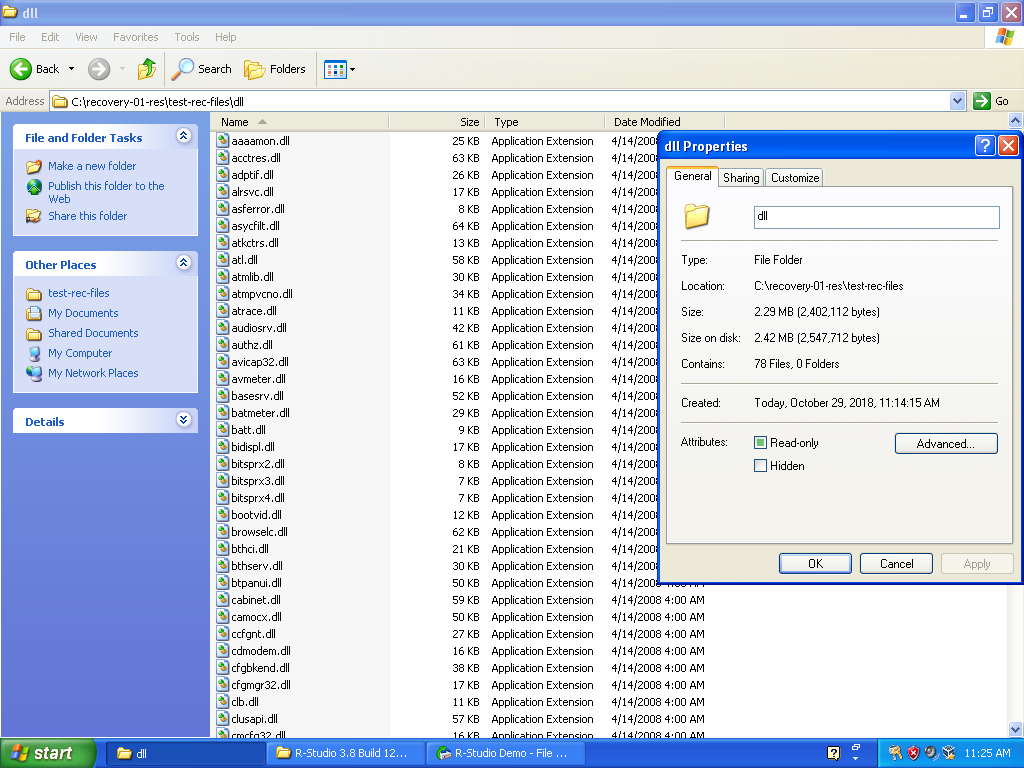 dll
File Edit View Favorites Tools Help
Back Search Folders
Address C:\recovery-01-res\test-rec-files\dll Go
File and Folder Tasks
Make a new folder
Publish this folder to the
Web
Share this folder
Other Places
test-rec-files
My Documents
Shared Documents
My Computer
My Network Places
Details
Name Size Type Date Modified
aaaamon.dll 25 KB Application Extension 4/14/2008
acctres.dll 63 KB Application Extension 4/14/2008
adptif.dll 26 KB Application Extension 4/14/2008
alrsvc.dll 17 KB Application Extension 4/14/2008
asferror.dll 8 KB Application Extension 4/14/2008
asycfilt.dll 64 KB Application Extension 4/14/2008
atkctrs.dll 13 KB Application Extension 4/14/2008
atl.dll 58 KB Application Extension 4/14/2008
atmlib.dll 30 KB Application Extension 4/14/2008
atmpvcno.dll 34 KB Application Extension 4/14/2008
atrace.dll 11 KB Application Extension 4/14/2008
audiosrv.dll 42 KB Application Extension 4/14/2008
authz.dll 61 KB Application Extension 4/14/2008
avicap32.dll 63 KB Application Extension 4/14/2008
avmeter.dll 16 KB Application Extension 4/14/2008
basesrv.dll 52 KB Application Extension 4/14/2008
batmeter.dll 29 KB Application Extension 4/14/2008
batt.dll 9 KB Application Extension 4/14/2008
bidispl.dll 17 KB Application Extension 4/14/2008
bitsprx2.dll 8 KB Application Extension 4/14/2008
bitsprx3.dll 7 KB Application Extension 4/14/2008
bitsprx4.dll 7 KB Application Extension 4/14/2008
bootvid.dll 12 KB Application Extension 4/14/2008
browselc.dll 62 KB Application Extension 4/14/2008
bthci.dll 21 KB Application Extension 4/14/2008
bthserv.dll 30 KB Application Extension 4/14/2008
btpanui.dll 50 KB Application Extension 4/14/2008 4:00 AM
cabinet.dll 59 KB Application Extension 4/14/2008 4:00 AM
camocx.dll 50 KB Application Extension 4/14/2008 4:00 AM
ccfgnt.dll 27 KB Application Extension 4/14/2008 4:00 AM
cdmodem.dll 16 KB Application Extension 4/14/2008 4:00 AM
cfgbkend.dll 38 KB Application Extension 4/14/2008 4:00 AM
cfgmgr32.dll 17 KB Application Extension 4/14/2008 4:00 AM
clb.dll 11 KB Application Extension 4/14/2008 4:00 AM
clusapi.dll 57 KB Application Extension 4/14/2008 4:00 AM
cmcfg32.dll 16 KB Application Extension 4/14/2008 4:00 AM
dll Properties
General Sharing Customize
dll
Type: File Folder
Location: C:\recovery-01-res\test-rec-files
Size: 2.29 MB (2,402,112 bytes)
Size on disk: 2.42 MB (2,547,712 bytes)
Contains: 78 Files, 0 Folders
Created: Today, October 29, 2018, 11:14:15 AM
Attributes: Read-only Advanced...
Hidden
OK Cancel Apply
start dll R-Studio 3.8 Build 12... R-Studio Demo - File ... 11:25 AM